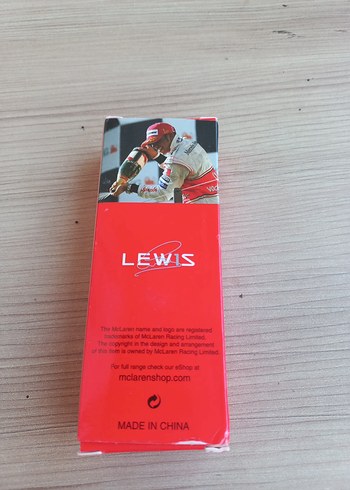 LEWIS
The McLaren name and logo are registered
trademarks of McLaren Racing Limited.
The copyright in the design and arrangement
of this item is owned by McLaren Racing Limited.
For full range check our eShop at
mclarenshop.com
MADE IN CHINA